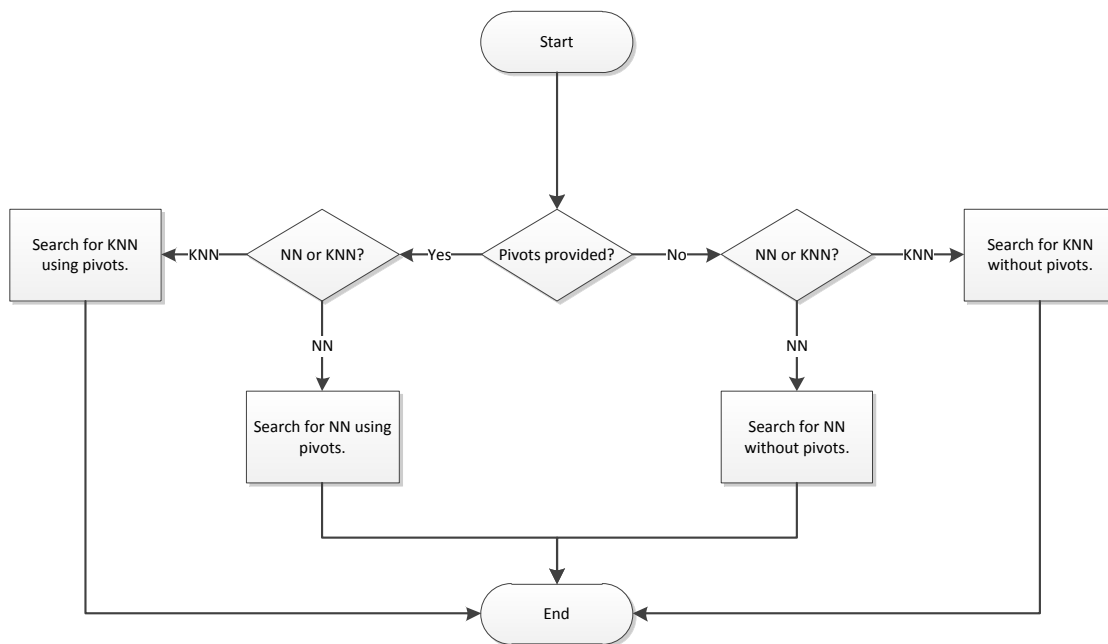 Start
Search for KNN
using pivots.
KNN
NN or KNN?
Yes
Pivots provided?
No
NN or KNN?
KNN
Search for KNN
without pivots.
NN
NN
Search for NN using
pivots.
Search for NN
without pivots.
End